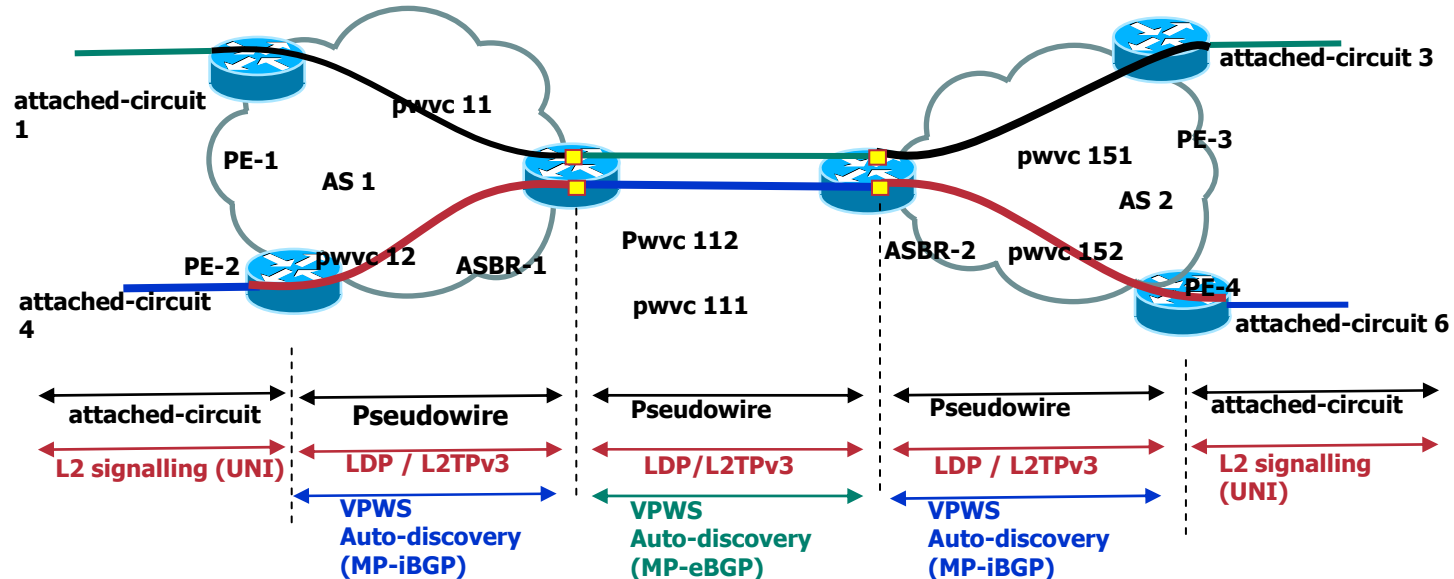 attached-circuit
1
pwvc 11
PE-1
AS 1
PE-2
pwvc 12
ASBR-1
attached-circuit
4
Pwvc 112
pwvc 111
attached-circuit 3
PE-3
pwvc 151
AS 2
ASBR-2
pwvc 152
PE-4
attached-circuit 6
attached-circuit
Pseudowire
Pseudowire
Pseudowire
attached-circuit
L2 signalling (UNI)
LDP / L2TPv3
LDP/L2TPv3
LDP / L2TPv3
L2 signalling
(UNI)
VPWS
Auto-discovery
(MP-iBGP)
VPWS
Auto-discovery
(MP-eBGP)
VPWS
Auto-discovery
(MP-iBGP)